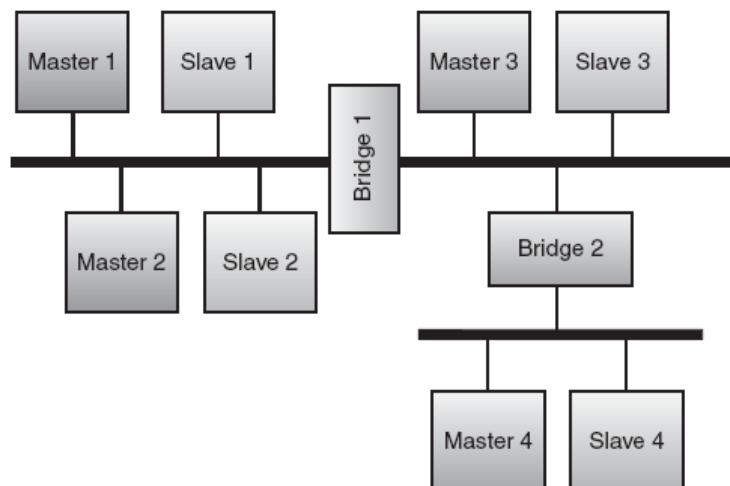 Master 1
Slave 1
Master 3
Slave 3
Bridge 1
Master 2
Slave 2
Bridge 2
Master 4
Slave 4